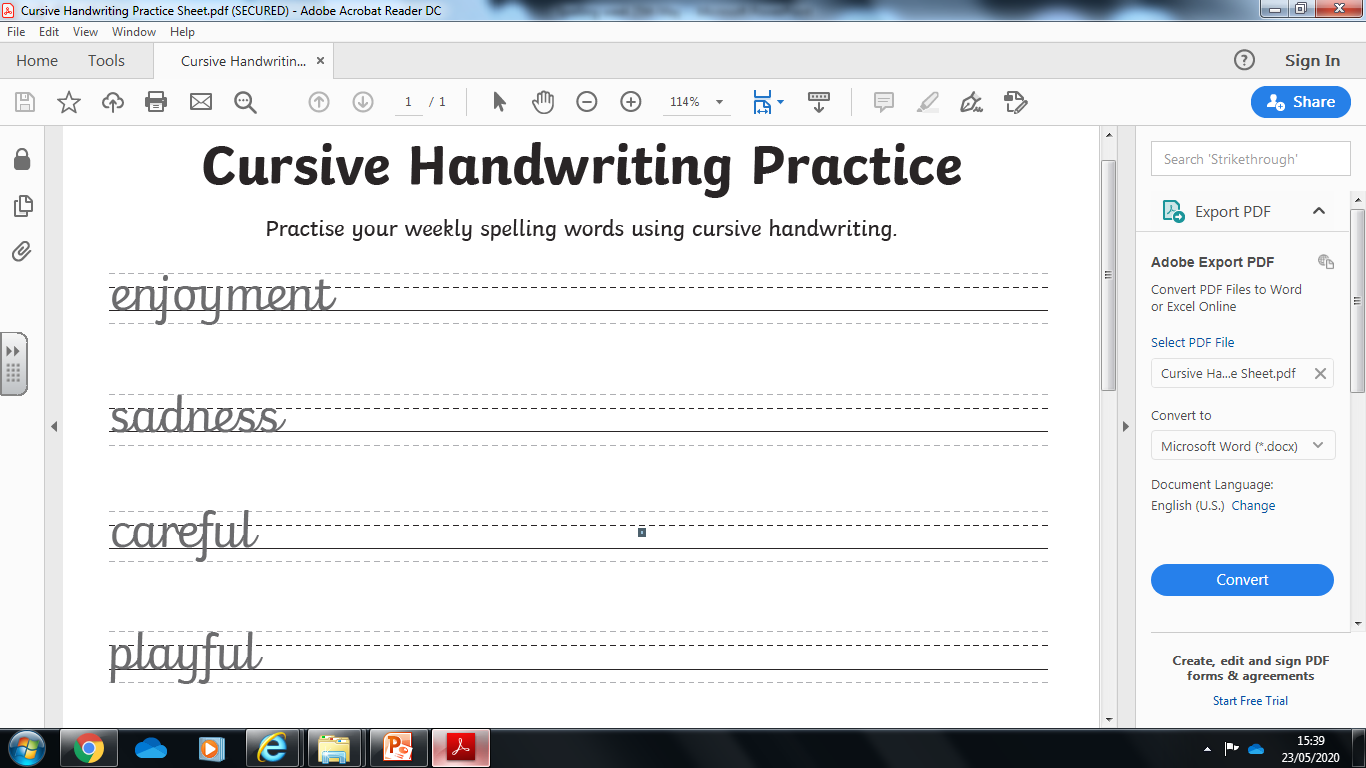 Cursive Handwriting Practice Sheet.pdf (SECURED) - Adobe Acrobat Reader DC
File Edit View Window Help
Home Tools Cursive Handwritin... × Sign In
1 / 1 114% Share
Cursive Handwriting Practice
Practise your weekly spelling words using cursive handwriting.
enjoyment
sadness
careful
playful
Search 'Strikethrough'
Export PDF
Adobe Export PDF
Convert PDF Files to Word
or Excel Online
Select PDF File
Cursive Ha...e Sheet.pdf
Convert to
Microsoft Word (*.docx)
Document Language:
English (U.S.) Change
Convert
Create, edit and sign PDF
forms & agreements
Start Free Trial
15:39
23/05/2020